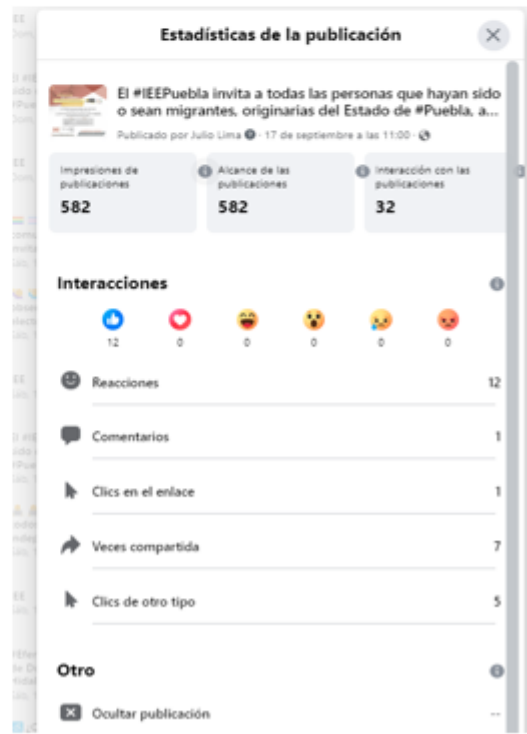 Estadísticas de la publicación
El #IEEPuebla invita a todas las personas que hayan sido
o sean migrantes, originarias del Estado de #Puebla, a...
Publicado por Julio Lima · 17 de septiembre a las 11:00 ·
Impresiones de
publicaciones
582
Alcance de las
publicaciones
582
Interacción con las
publicaciones
32
Interacciones
12
0
0
0
0
0
Reacciones
12
Comentarios
1
Clics en el enlace
1
Veces compartida
7
Clics de otro tipo
5
Otro
Ocultar publicación
--